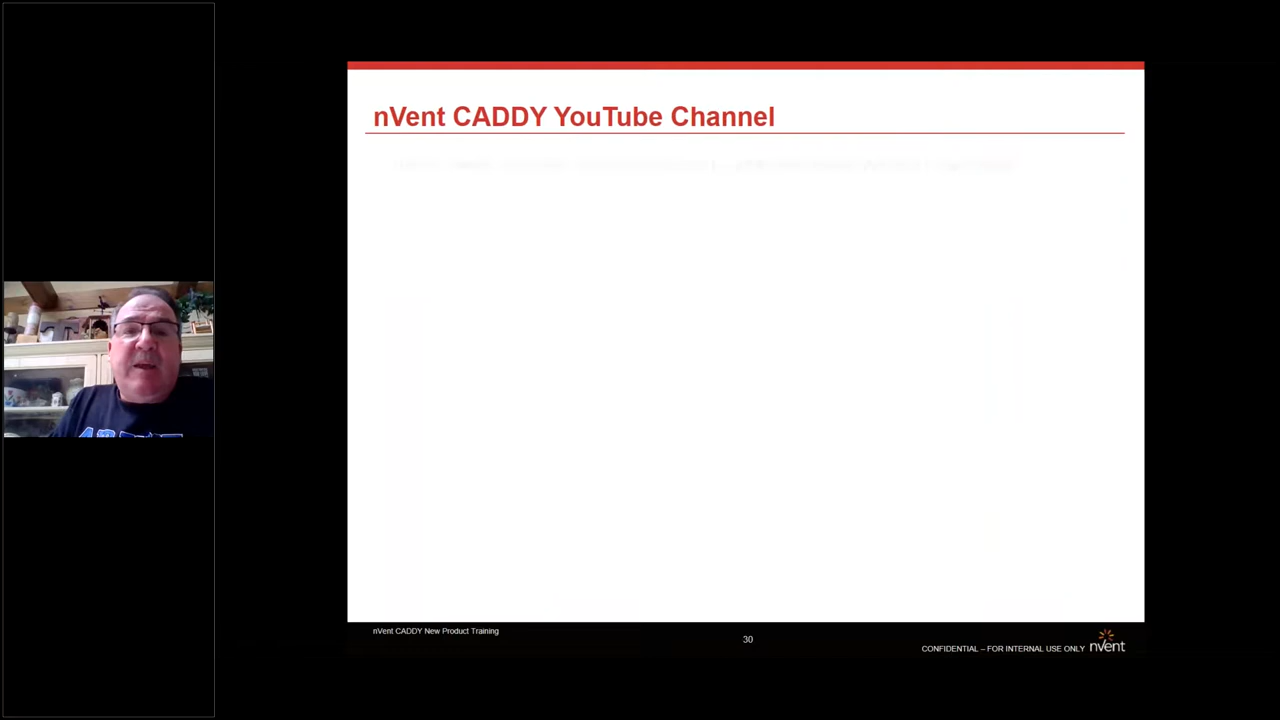 nVent CADDY YouTube Channel
nVent CADDY New Product Training
30
CONFIDENTIAL – FOR INTERNAL USE ONLY
nVent